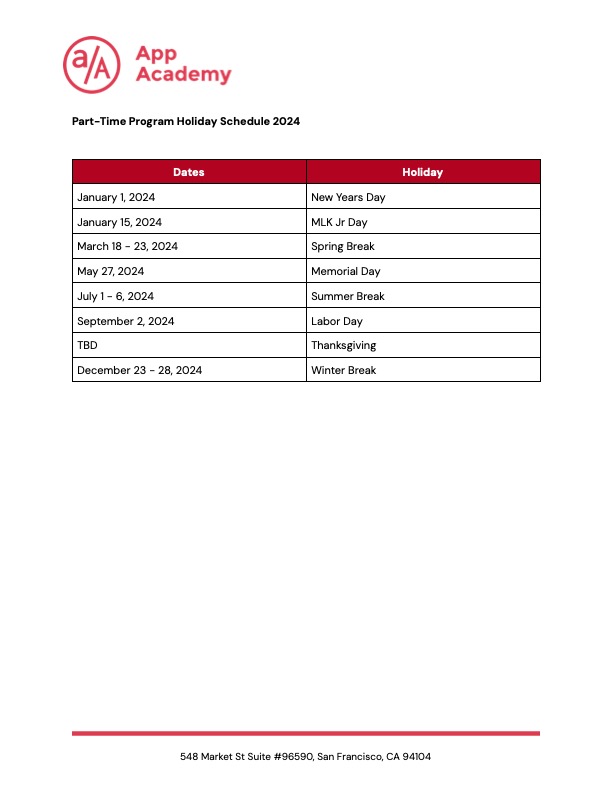 a/A
App
Academy
Part-Time Program Holiday Schedule 2024
Dates Holiday
January 1, 2024 New Years Day
January 15, 2024 MLK Jr Day
March 18 - 23, 2024 Spring Break
May 27, 2024 Memorial Day
July 1 - 6, 2024 Summer Break
September 2, 2024 Labor Day
TBD Thanksgiving
December 23 - 28, 2024 Winter Break
548 Market St Suite #96590, San Francisco, CA 94104